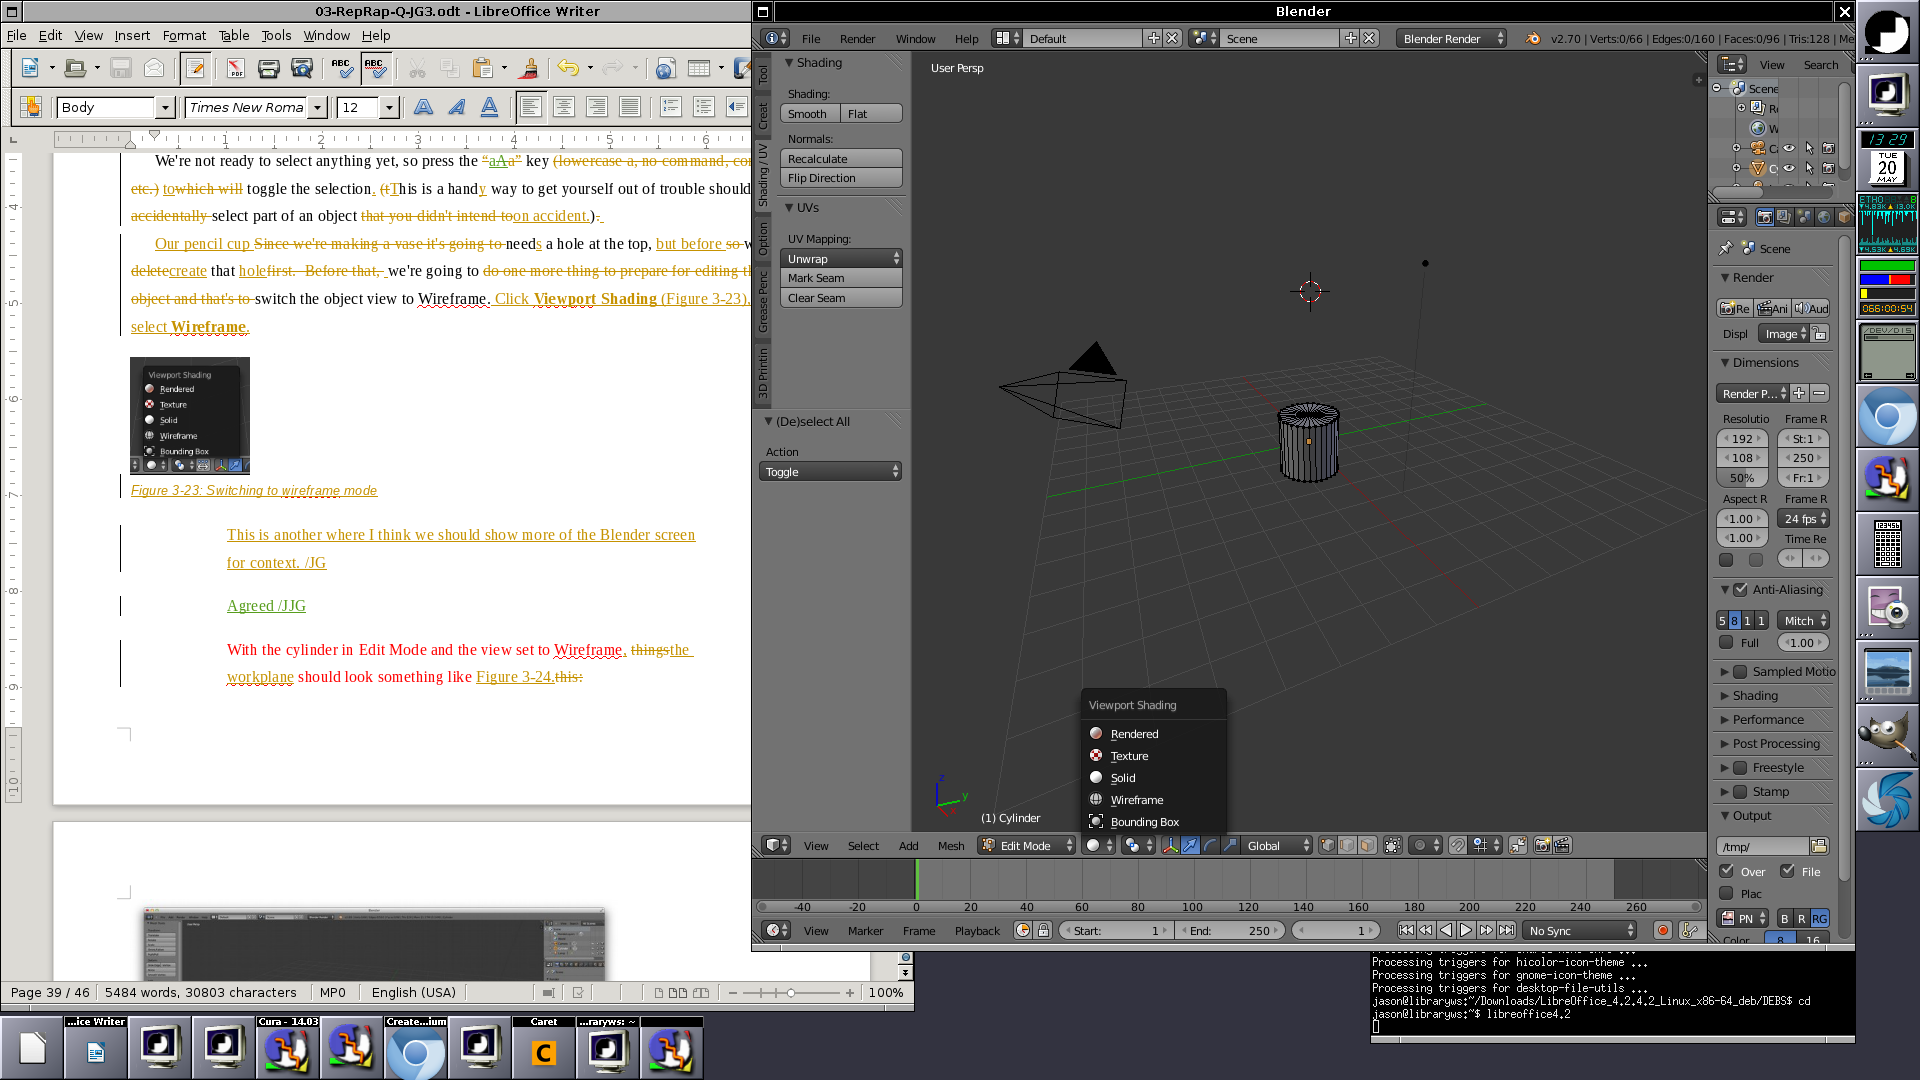 03-RepRap-Q-JG3.odt - LibreOffice Writer
File Edit View Insert Format Table Tools Window Help
Body
Times New Roma
12
1 2 3 4 5 6
We're not ready to select anything yet, so press the “aAa” key (lowercase a, no command,
etc.) towhich will toggle the selection. (tThis is a handy way to get yourself out of trouble should
accidentally select part of an object that you didn't intend toon accident.).
Our pencil cup Since we're making a vase it's going to needs a hole at the top, but before so
deletecreate that holefirst. Before that, we're going to do one more thing to prepare for editing
object and that's to switch the object view to Wireframe. Click Viewport Shading (Figure 3-23),
select Wireframe.
Viewport Shading
Rendered
Texture
Solid
Wireframe
Bounding Box
Figure 3-23: Switching to wireframe mode
This is another where I think we should show more of the Blender screen
for context. /JG
Agreed /JJG
With the cylinder in Edit Mode and the view set to Wireframe, thingsthe
workplane should look something like Figure 3-24.this:
4
5
6
7
8
9
10
Page 39 / 46 5484 words, 30803 characters MP0 English (USA) 100%
Blender
File Render Window Help Default Scene Blender Render v2.70 | Verts:0/66 | Edges:0/160 | Faces:0/96 | Tris:128 | Me
Tool
Creat
Shading / UV
Option
Grease Penc
3D Printin
Shading
Shading:
Smooth Flat
Normals:
Recalculate
Flip Direction
UVs
UV Mapping:
Unwrap
Mark Seam
Clear Seam
(De)select All
Action
Toggle
User Persp
z
y
x
(1) Cylinder
Viewport Shading
Rendered
Texture
Solid
Wireframe
Bounding Box
View Select Add Mesh Edit Mode Global
-40 -20 0 20 40 60 80 100 120 140 160 180 200 220 240 260
View Marker Frame Playback Start: 1 End: 250 1 No Sync
View Search
Scene
Scene
Render
Re Ani Aud
Displ Image
Dimensions
Render P...
Resolutio Frame R
192 St:1
108 250
50% Fr:1
Aspect R Frame R
1.00 24 fps
1.00 Time Re
Anti-Aliasing
5 8 1 1 Mitch
Full 1.00
Sampled Motio
Shading
Performance
Post Processing
Freestyle
Stamp
Output
/tmp/
Over File
Plac
PN B R RG
Color 8 16
Processing triggers for hicolor-icon-theme ...
Processing triggers for gnome-icon-theme ...
Processing triggers for desktop-file-utils ...
jason@libraryws:~/Downloads/LibreOffice_4.2.4.2_Linux_x86-64_deb/DEBS$ cd
jason@libraryws:~$ libreoffice4.2
13 29
TUE
20
MAY
ETH0
066:00:54
/DEV/DIS
123456
...ice Writer
Cura - 14.03
Create...ium
Caret
...raryws: ~
C